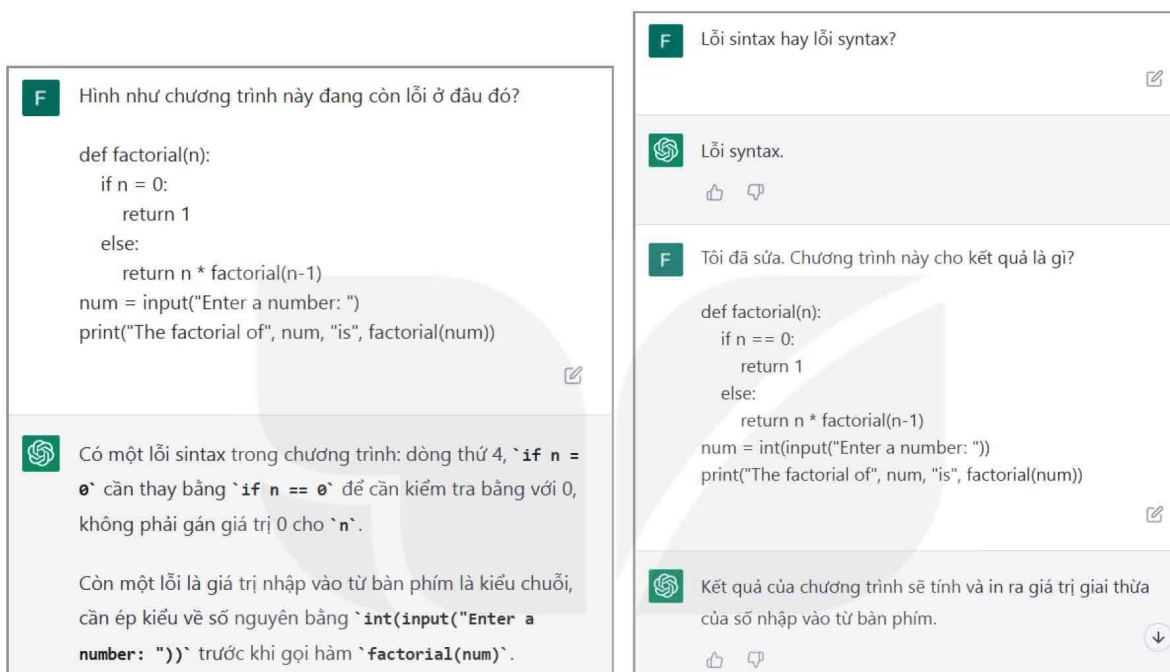 F Hình như chương trình này đang còn lỗi ở đâu đó?
def factorial(n):
if n = 0:
return 1
else:
return n * factorial(n-1)
num = input("Enter a number: ")
print("The factorial of", num, "is", factorial(num))
Có một lỗi sintax trong chương trình: dòng thứ 4, `if n =
0` cần thay bằng `if n == 0` để cần kiểm tra bằng với 0,
không phải gán giá trị 0 cho `n`.
Còn một lỗi là giá trị nhập vào từ bàn phím là kiểu chuỗi,
cần ép kiểu về số nguyên bằng `int(input("Enter a
number: "))` trước khi gọi hàm `factorial(num)`.
F Lỗi sintax hay lỗi syntax?
Lỗi syntax.
F Tôi đã sửa. Chương trình này cho kết quả là gì?
def factorial(n):
if n == 0:
return 1
else:
return n * factorial(n-1)
num = int(input("Enter a number: "))
print("The factorial of", num, "is", factorial(num))
Kết quả của chương trình sẽ tính và in ra giá trị giai thừa
của số nhập vào từ bàn phím.